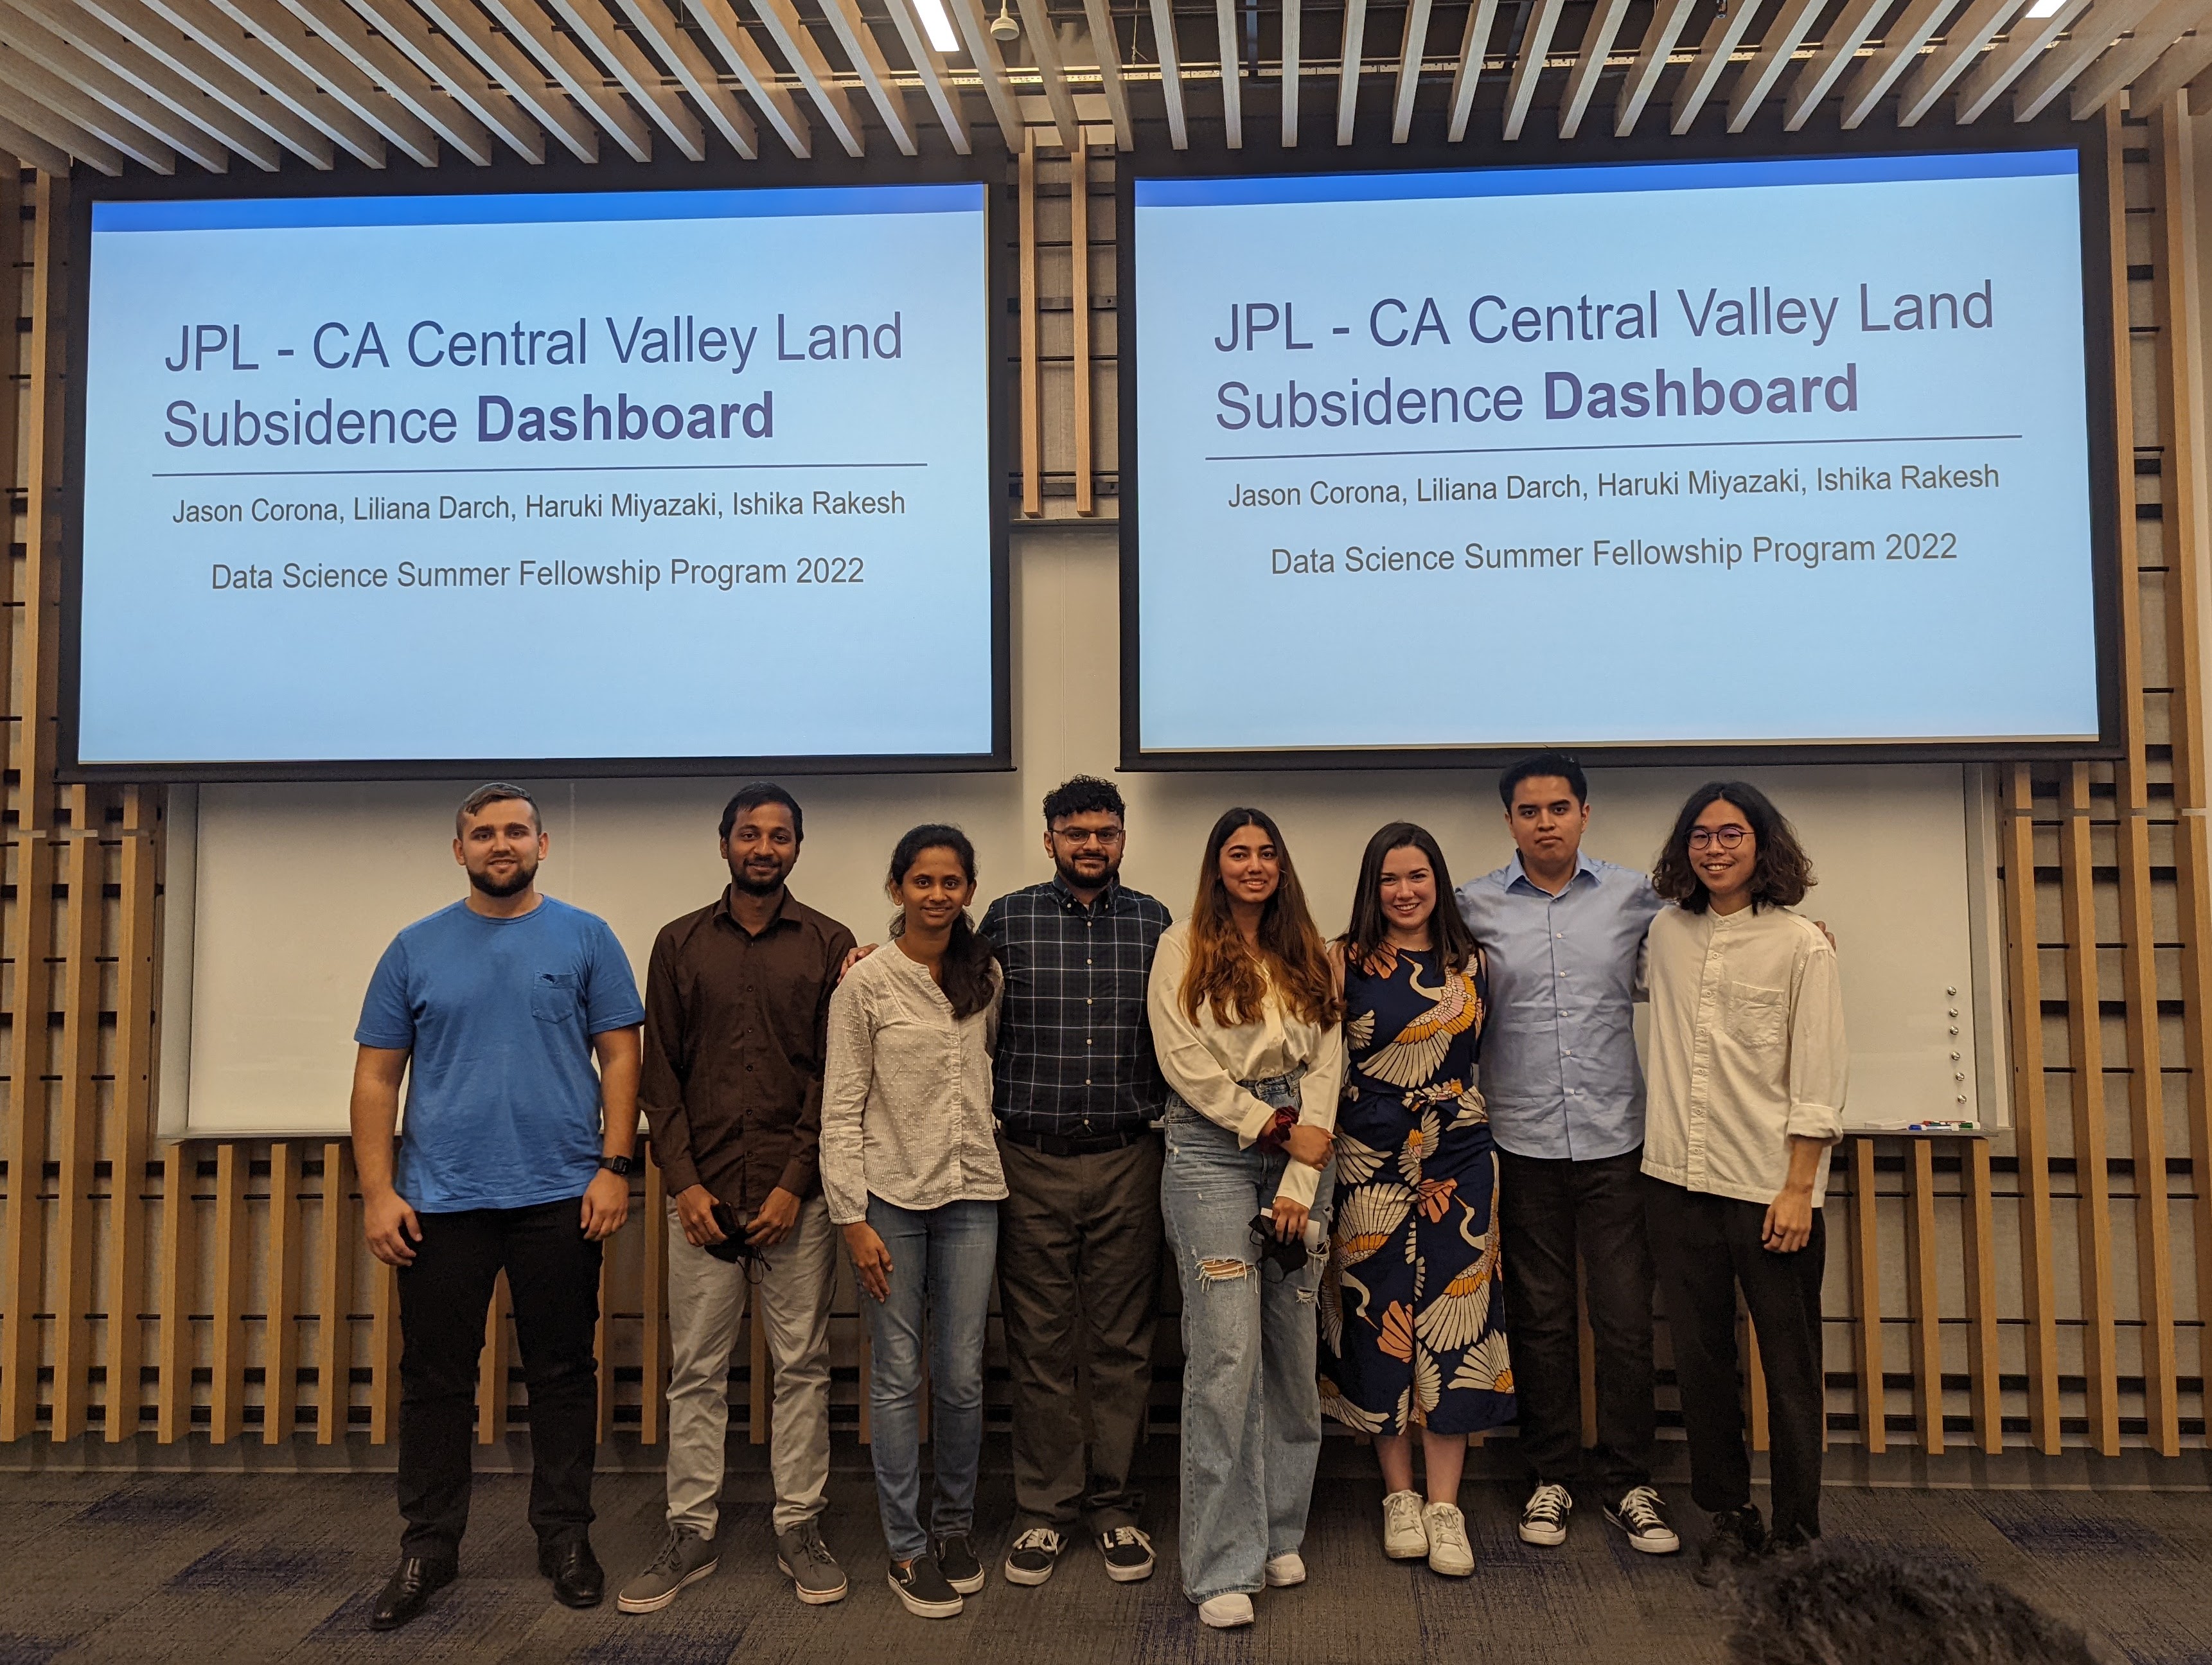 JPL - CA Central Valley Land
Subsidence Dashboard
Jason Corona, Liliana Darch, Haruki Miyazaki, Ishika Rakesh
Data Science Summer Fellowship Program 2022
JPL - CA Central Valley Land
Subsidence Dashboard
Jason Corona, Liliana Darch, Haruki Miyazaki, Ishika Rakesh
Data Science Summer Fellowship Program 2022